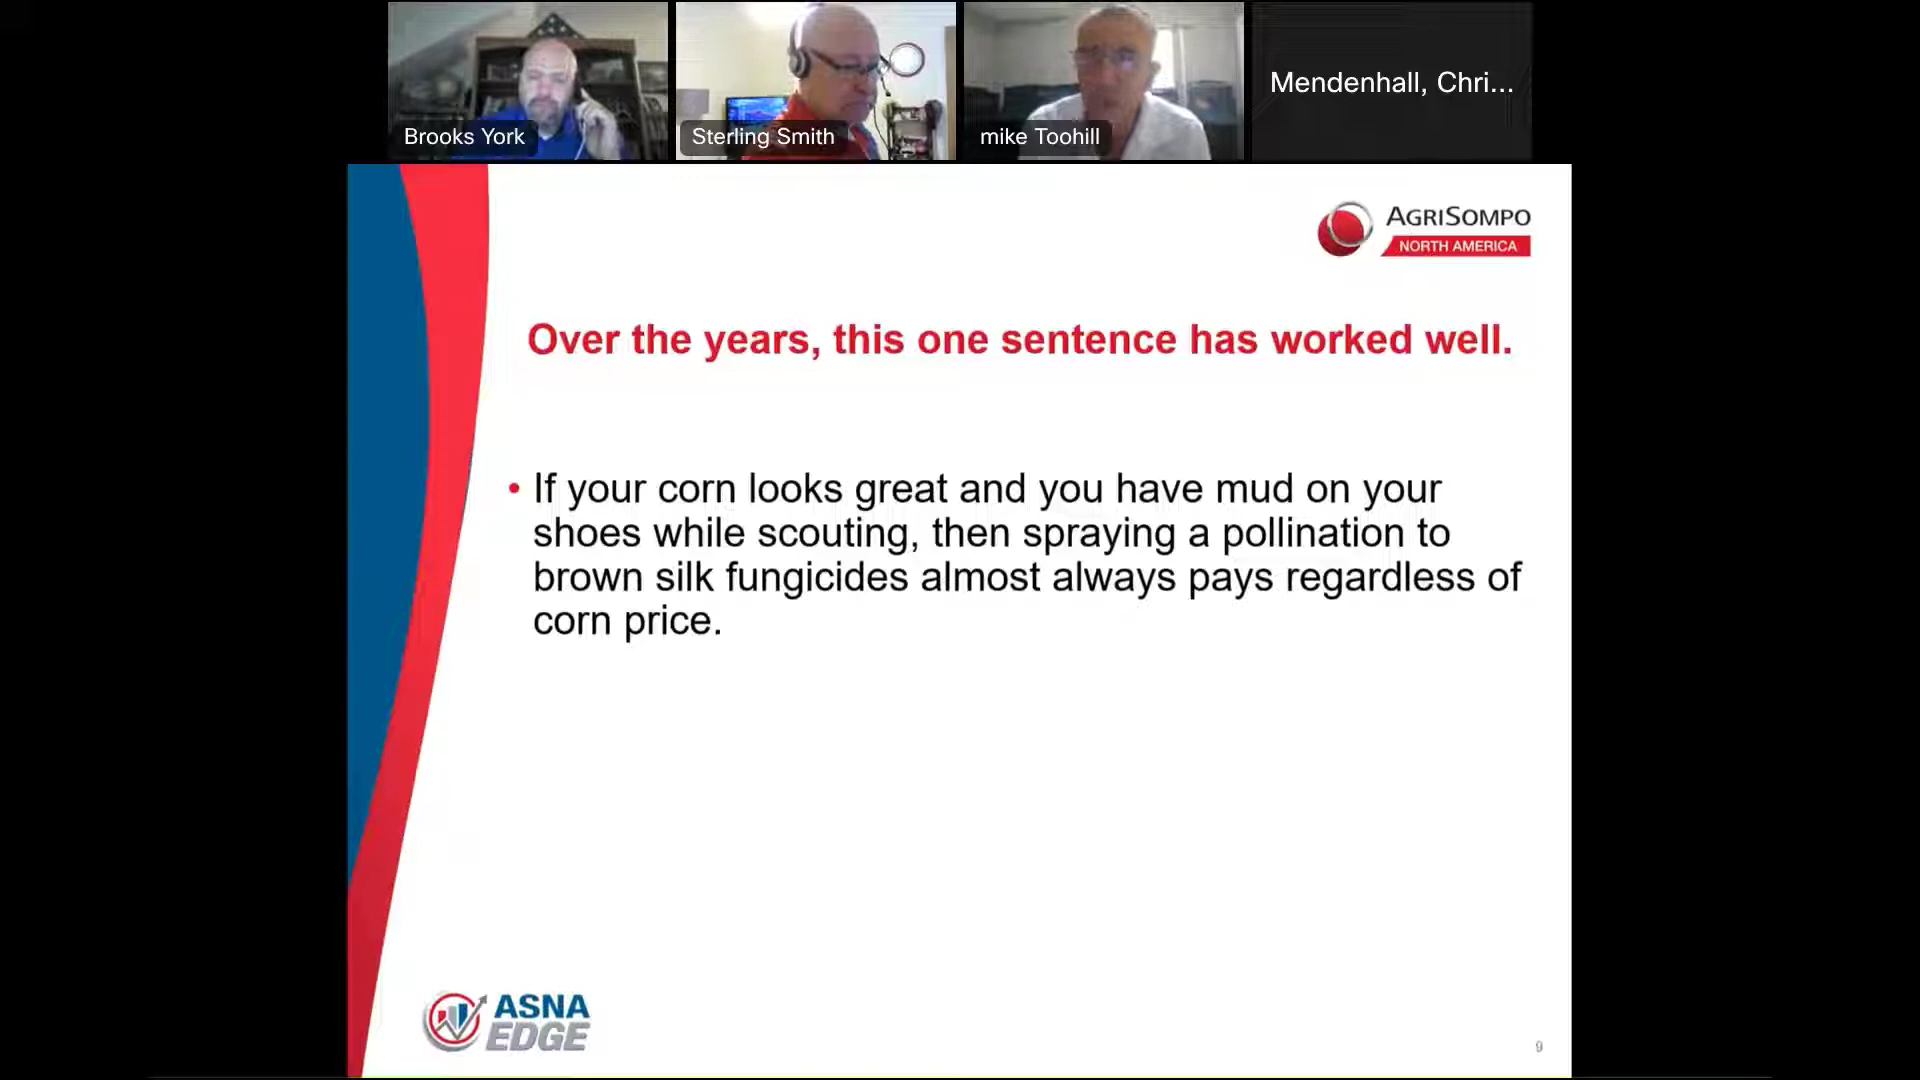 Brooks York
Sterling Smith
mike Toohill
Mendenhall, Chri...
AGRISOMPO
NORTH AMERICA
Over the years, this one sentence has worked well.
• If your corn looks great and you have mud on your
shoes while scouting, then spraying a pollination to
brown silk fungicides almost always pays regardless of
corn price.
ASNA
EDGE
9